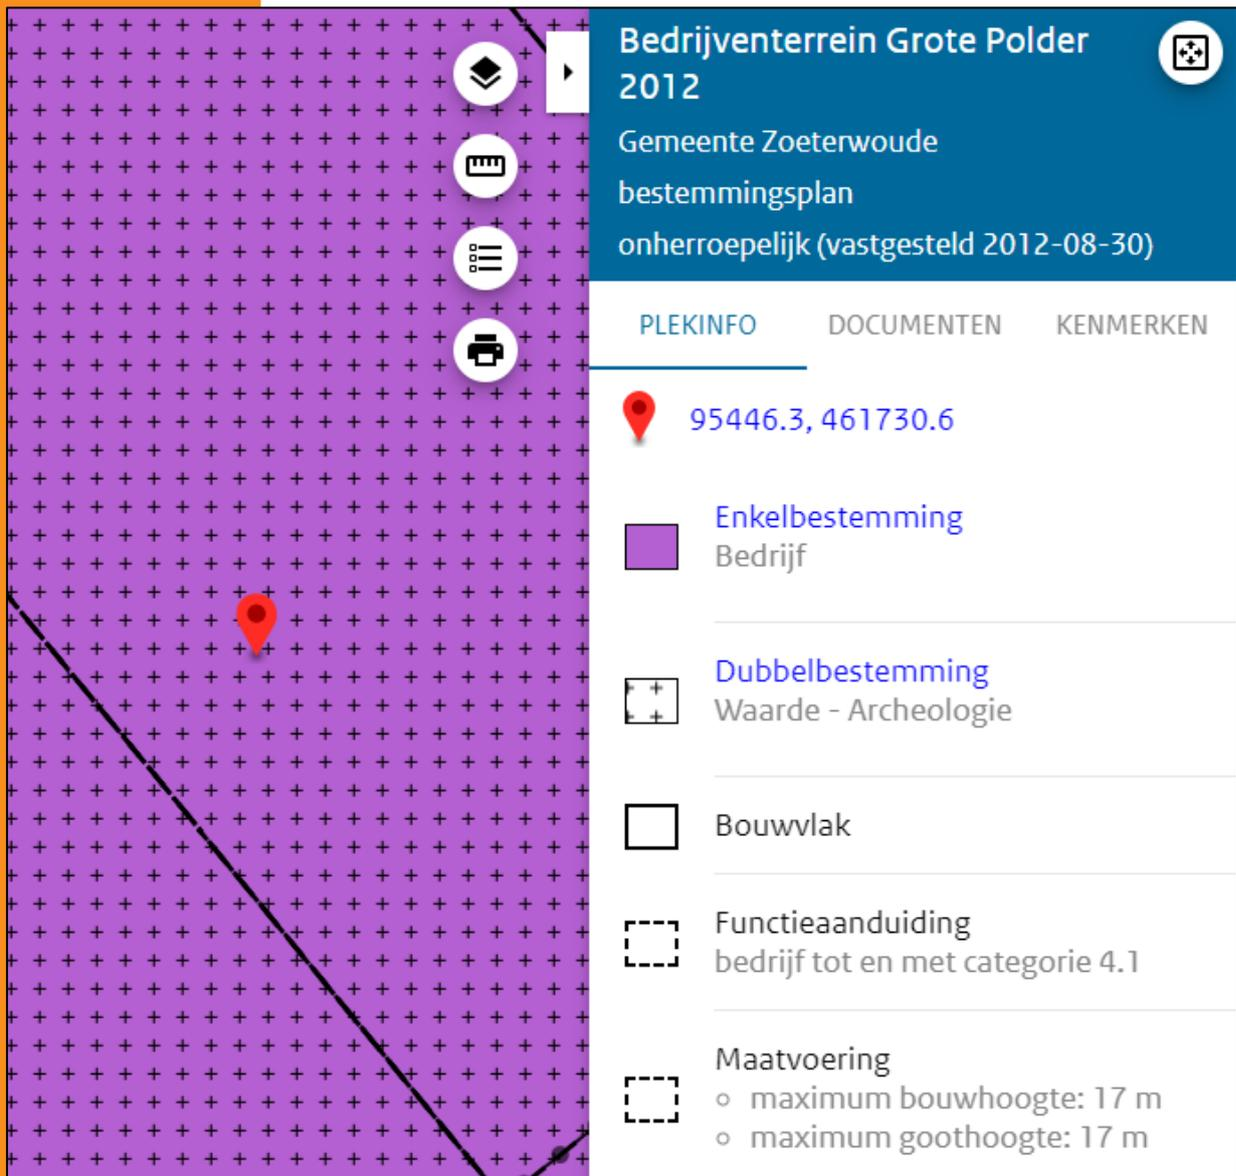 Bedrijventerrein Grote Polder
2012
Gemeente Zoeterwoude
bestemmingsplan
onherroepelijk (vastgesteld 2012-08-30)
PLEKINFO DOCUMENTEN KENMERKEN
95446.3, 461730.6
Enkelbestemming
Bedrijf
Dubbelbestemming
Waarde - Archeologie
Bouwvlak
Functieaanduiding
bedrijf tot en met categorie 4.1
Maatvoering
maximum bouwhoogte: 17 m
maximum goothoogte: 17 m